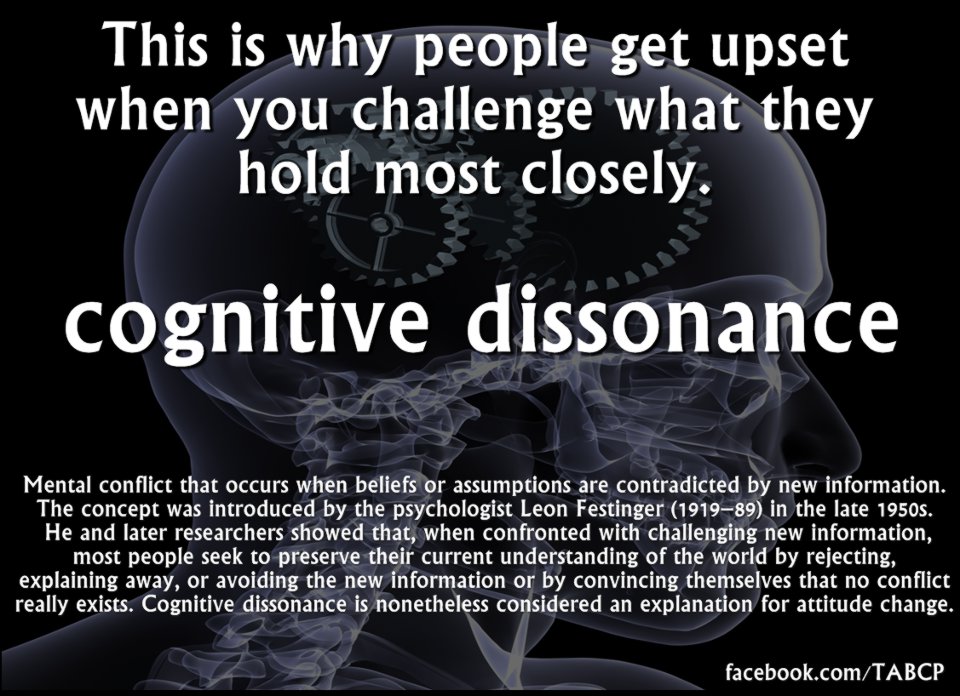 This is why people get upset
when you challenge what they
hold most closely.
cognitive dissonance
Mental conflict that occurs when beliefs or assumptions are contradicted by new information.
The concept was introduced by the psychologist Leon Festinger (1919–89) in the late 1950s.
He and later researchers showed that, when confronted with challenging new information,
most people seek to preserve their current understanding of the world by rejecting,
explaining away, or avoiding the new information or by convincing themselves that no conflict
really exists. Cognitive dissonance is nonetheless considered an explanation for attitude change.
facebook.com/TABCP